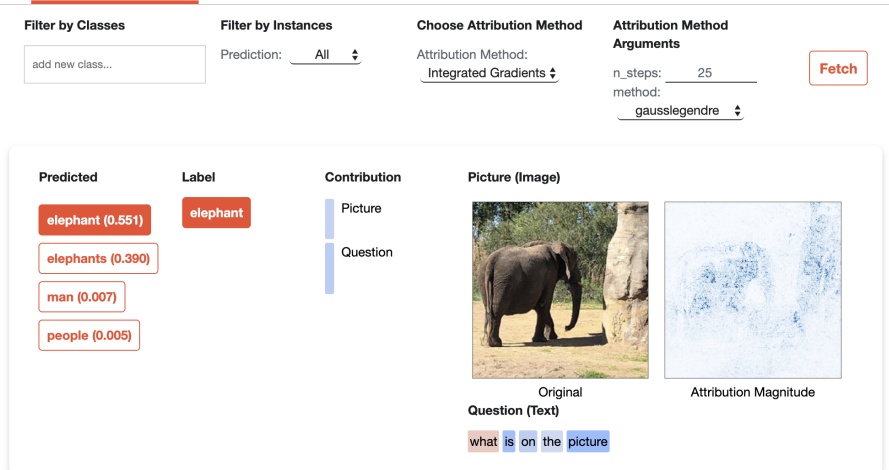 Filter by Classes
add new class...
Filter by Instances
Prediction: All
Choose Attribution Method
Attribution Method:
Integrated Gradients
Attribution Method
Arguments
n_steps: 25
method:
gausslegendre
Fetch
Predicted
elephant (0.551)
elephants (0.390)
man (0.007)
people (0.005)
Label
elephant
Contribution
Picture
Question
Picture (Image)
Original
Attribution Magnitude
Question (Text)
what is on the picture